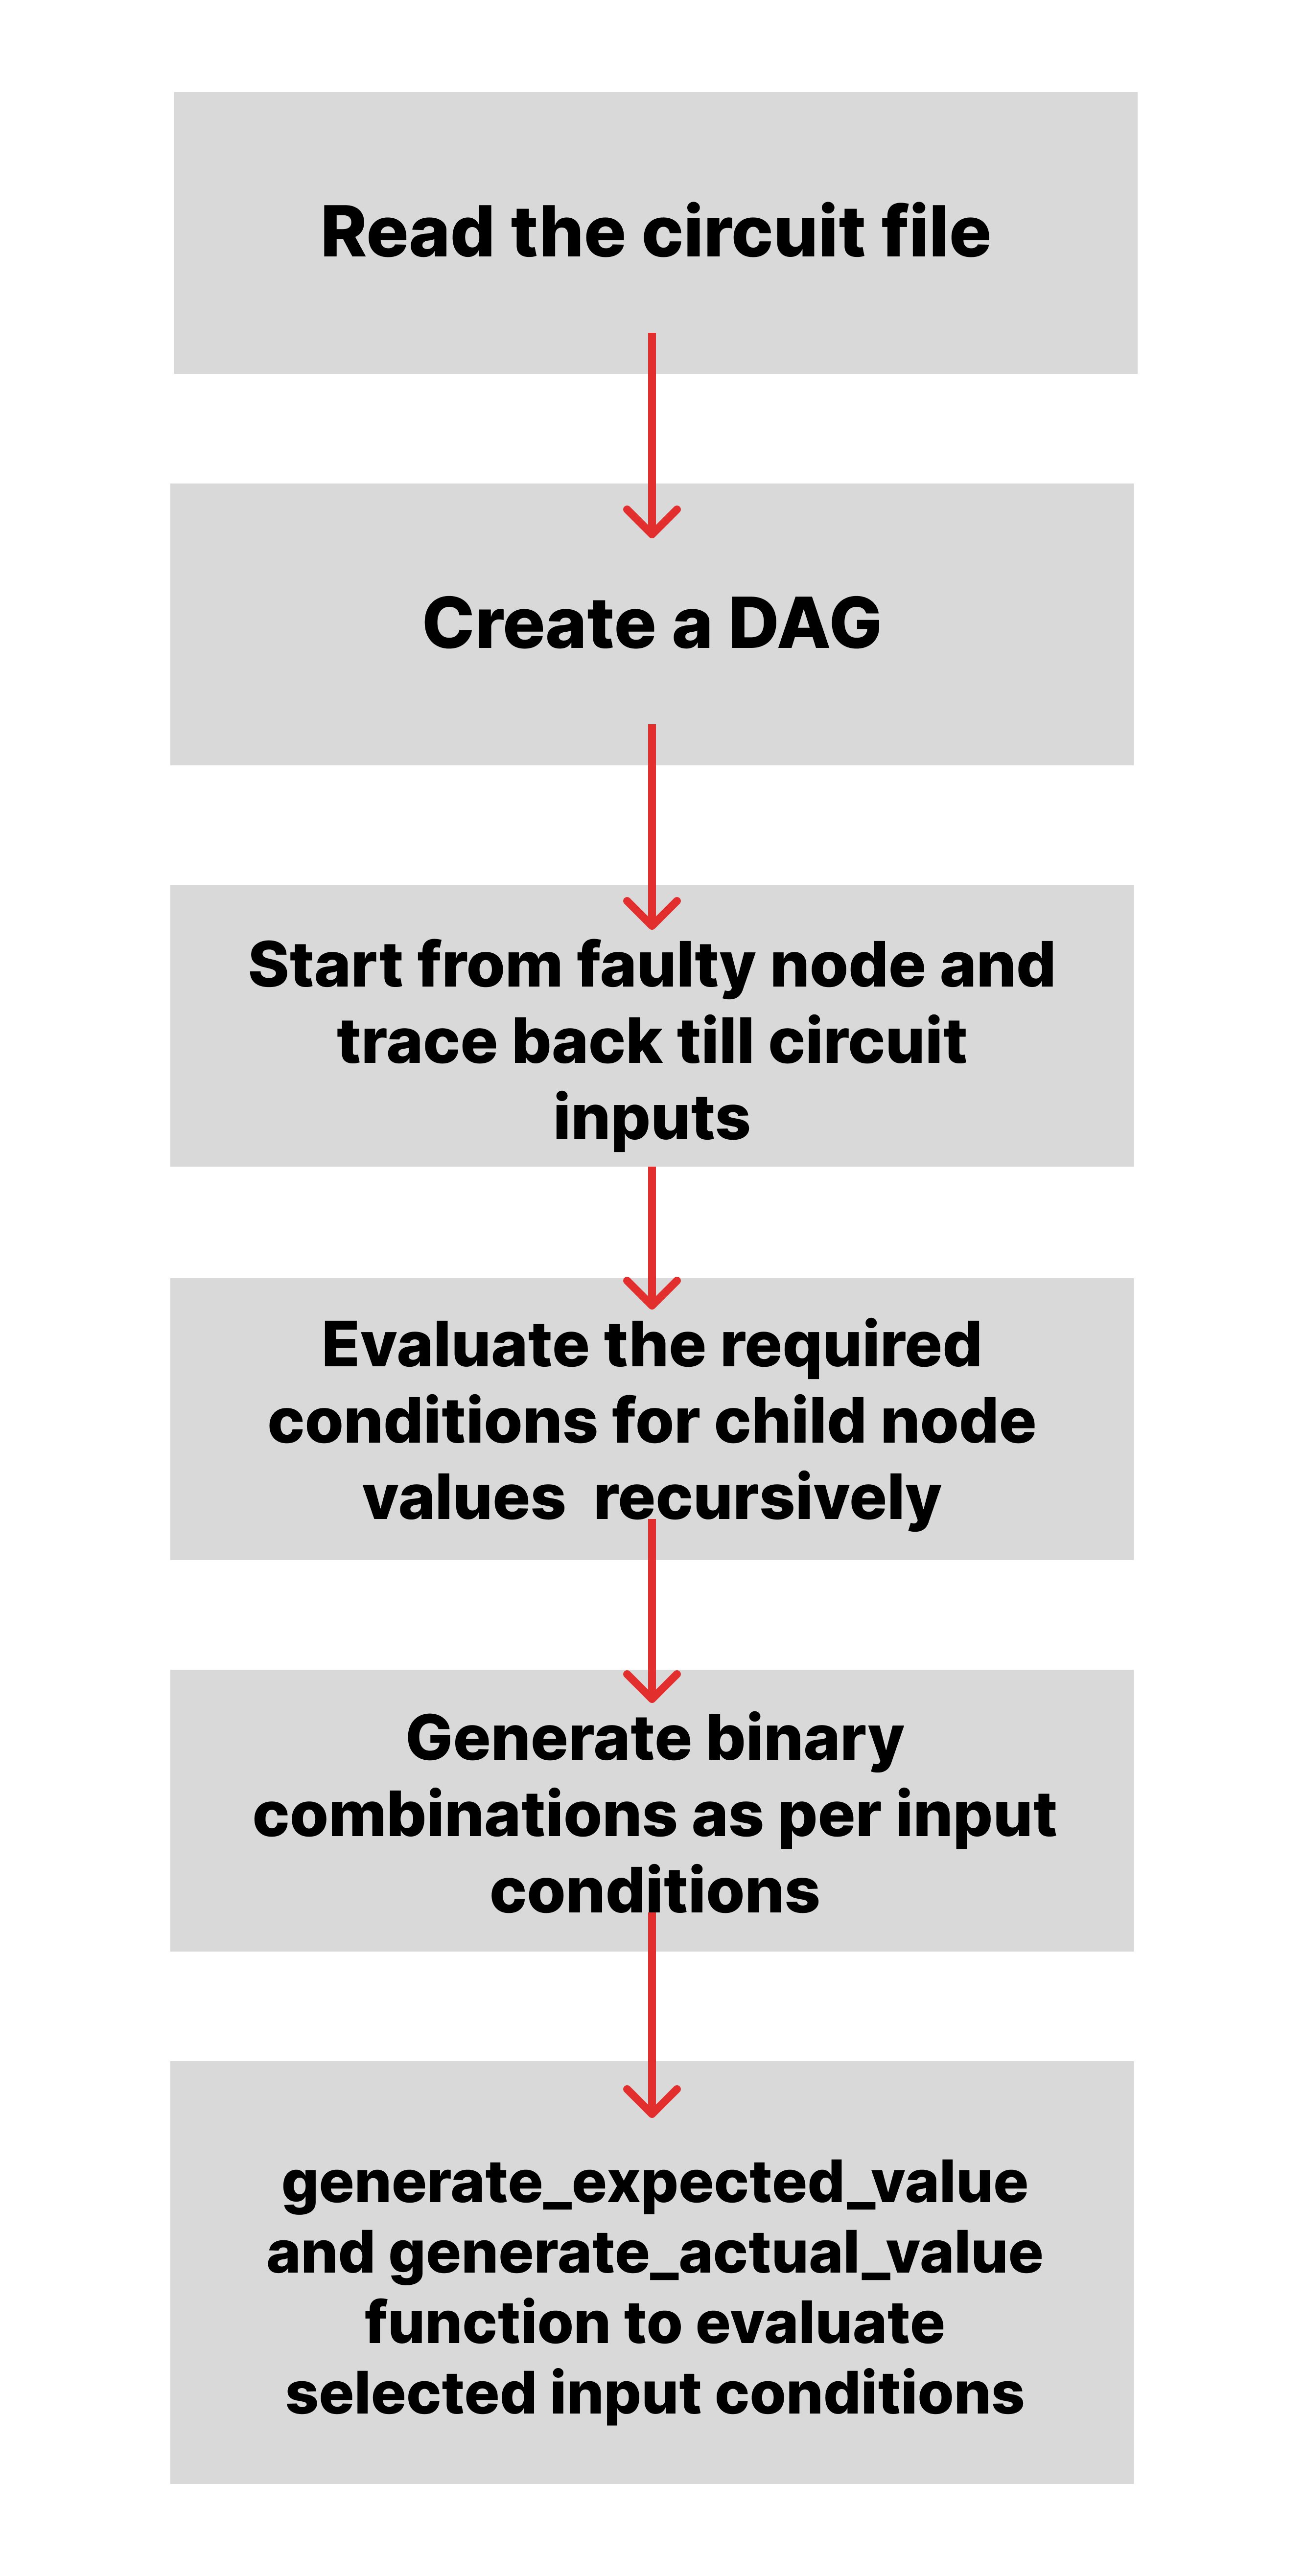 Read the circuit file
Create a DAG
Start from faulty node and
trace back till circuit
inputs
Evaluate the required
conditions for child node
values  recursively
Generate binary
combinations as per input
conditions
generate_expected_value
and generate_actual_value
function to evaluate
selected input conditions